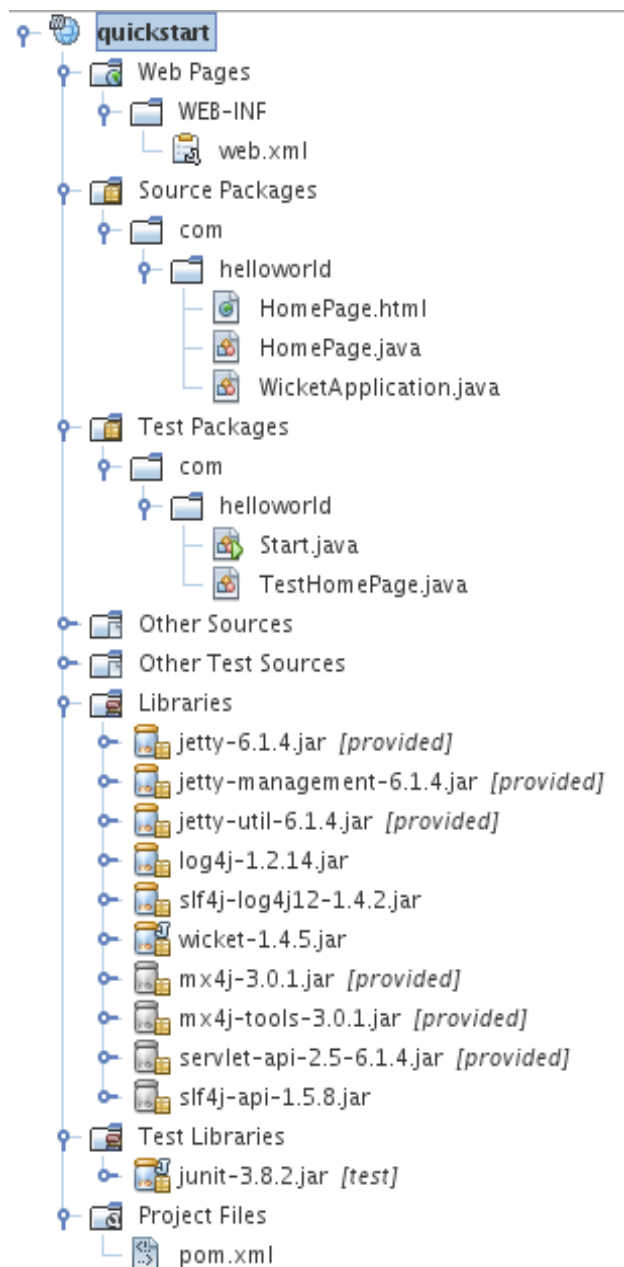 quickstart
Web Pages
WEB-INF
web.xml
Source Packages
com
helloworld
HomePage.html
HomePage.java
WicketApplication.java
Test Packages
com
helloworld
Start.java
TestHomePage.java
Other Sources
Other Test Sources
Libraries
jetty-6.1.4.jar [provided]
jetty-management-6.1.4.jar [provided]
jetty-util-6.1.4.jar [provided]
log4j-1.2.14.jar
slf4j-log4j12-1.4.2.jar
wicket-1.4.5.jar
mx4j-3.0.1.jar [provided]
mx4j-tools-3.0.1.jar [provided]
servlet-api-2.5-6.1.4.jar [provided]
slf4j-api-1.5.8.jar
Test Libraries
junit-3.8.2.jar [test]
Project Files
pom.xml